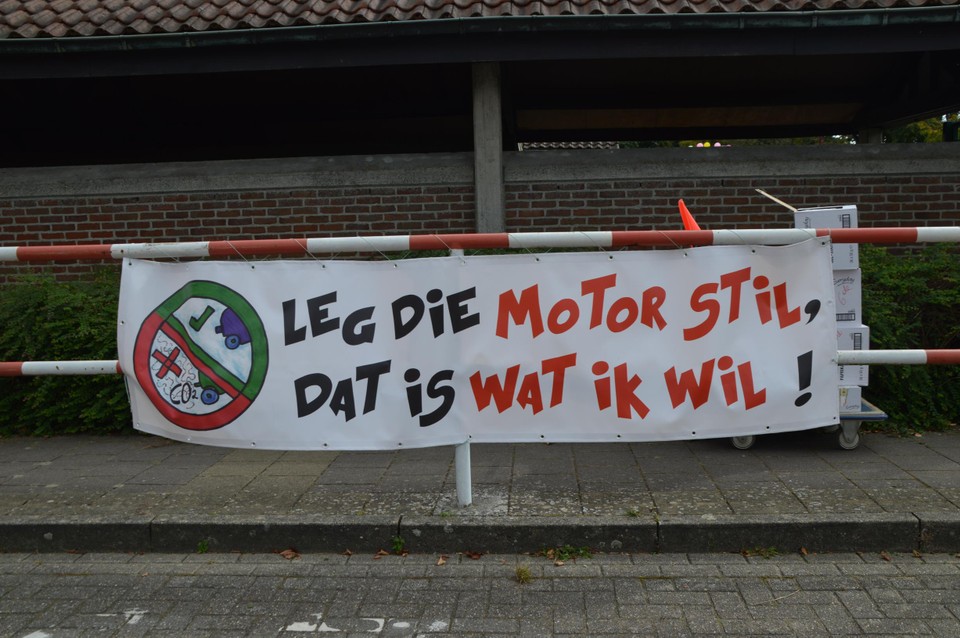 LEG DIE MOTOR STIL,
DAT IS WAT IK WIL !
CO2